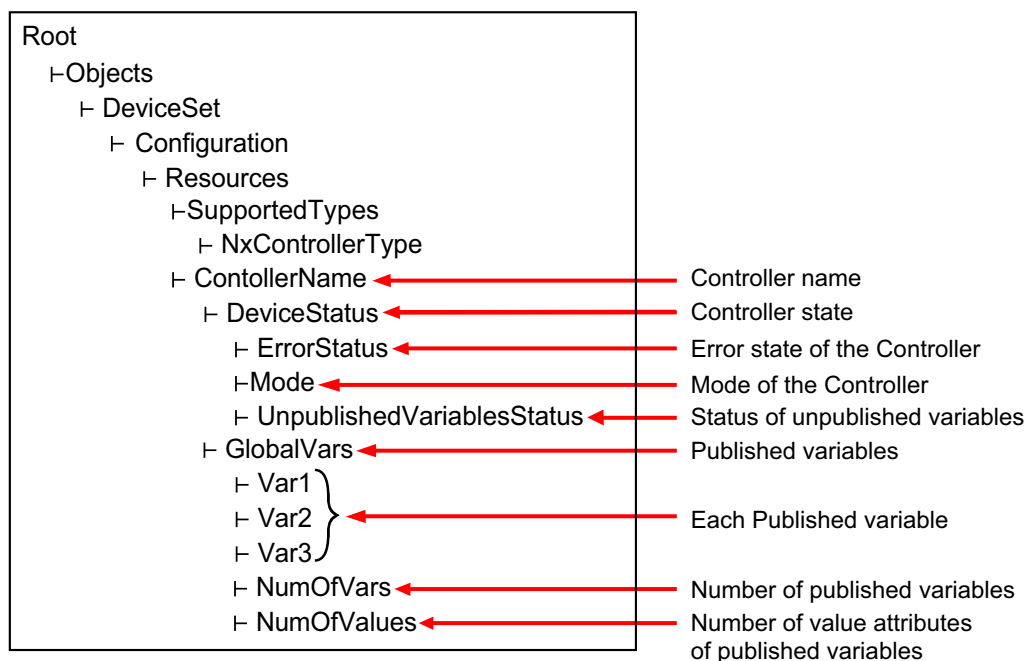 Root
Objects
DeviceSet
Configuration
Resources
SupportedTypes
NxControllerType
ContollerName Controller name
DeviceStatus Controller state
ErrorStatus Error state of the Controller
Mode Mode of the Controller
UnpublishedVariablesStatus Status of unpublished variables
GlobalVars Published variables
Var1
Var2 Each Published variable
Var3
NumOfVars Number of published variables
NumOfValues Number of value attributes
of published variables